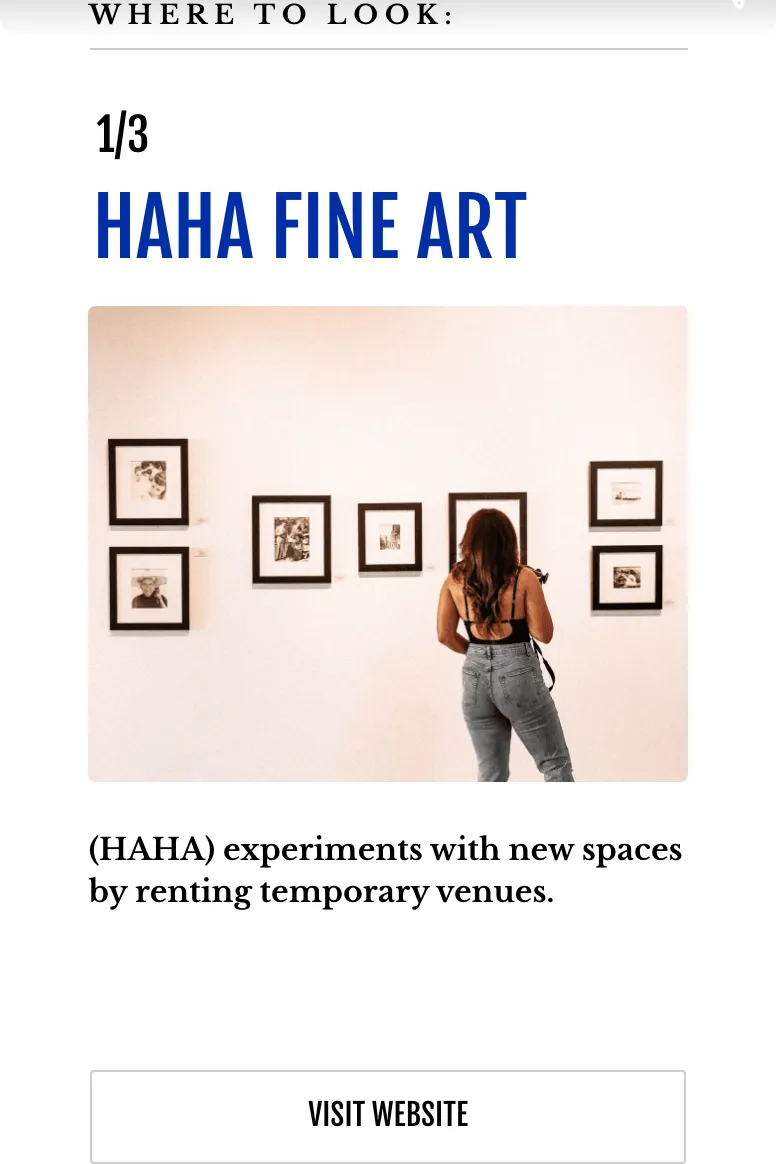 WHERE TO LOOK:
1/3
HAHA FINE ART
(HAHA) experiments with new spaces
by renting temporary venues.
VISIT WEBSITE